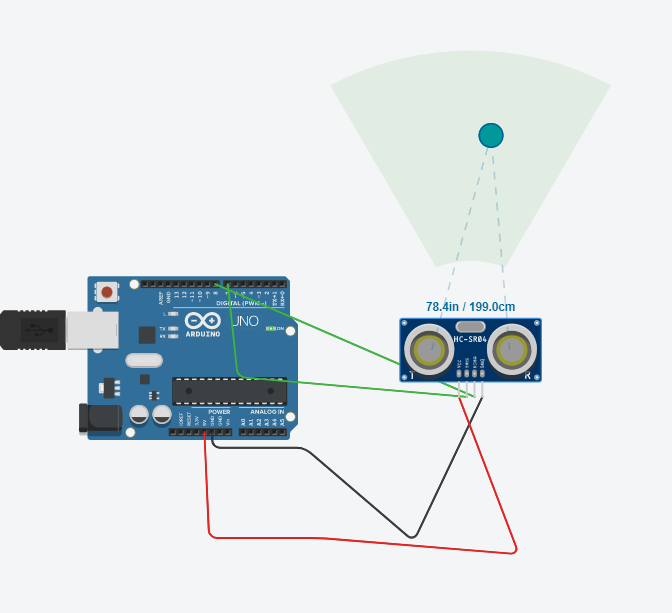 78.4in / 199.0cm
HC-SR04
VCC
TRIG
ECHO
GND
T
R
AREF
GND
13
12
~11
~10
~9
8
7
~6
~5
4
~3
2
TX→1
RX←0
DIGITAL (PWM~)
L
TX
RX
UNO
ARDUINO
ON
POWER
ANALOG IN
IOREF
RESET
3.3V
5V
GND
GND
Vin
A0
A1
A2
A3
A4
A5